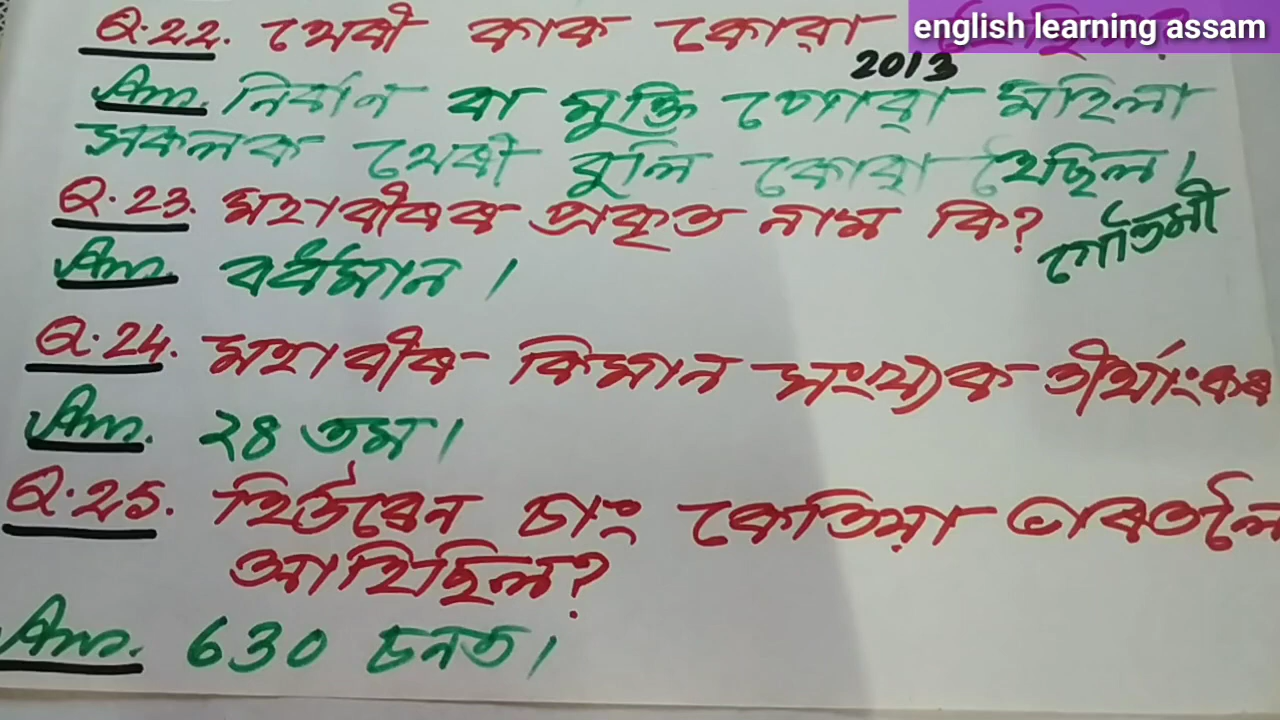 english learning assam
Q.22. থেৰী কাক কোৱা
2013
Ans. নিৰ্বাণ বা মুক্তি পোৱা মহিলা
সকলক থেৰী বুলি কোৱা হৈছিল।
Q.23. মহাবীৰৰ প্ৰকৃত নাম কি?
গৌতমী
Ans. বৰ্ধমান।
Q.24. মহাবীৰ কিমান সংখ্যক তীৰ্থাংকৰ
Ans. ২৪ তম।
Q.25. হিউৱেন চাং কেতিয়া ভাৰতলৈ
আহিছিল?
Ans. 630 চনত।